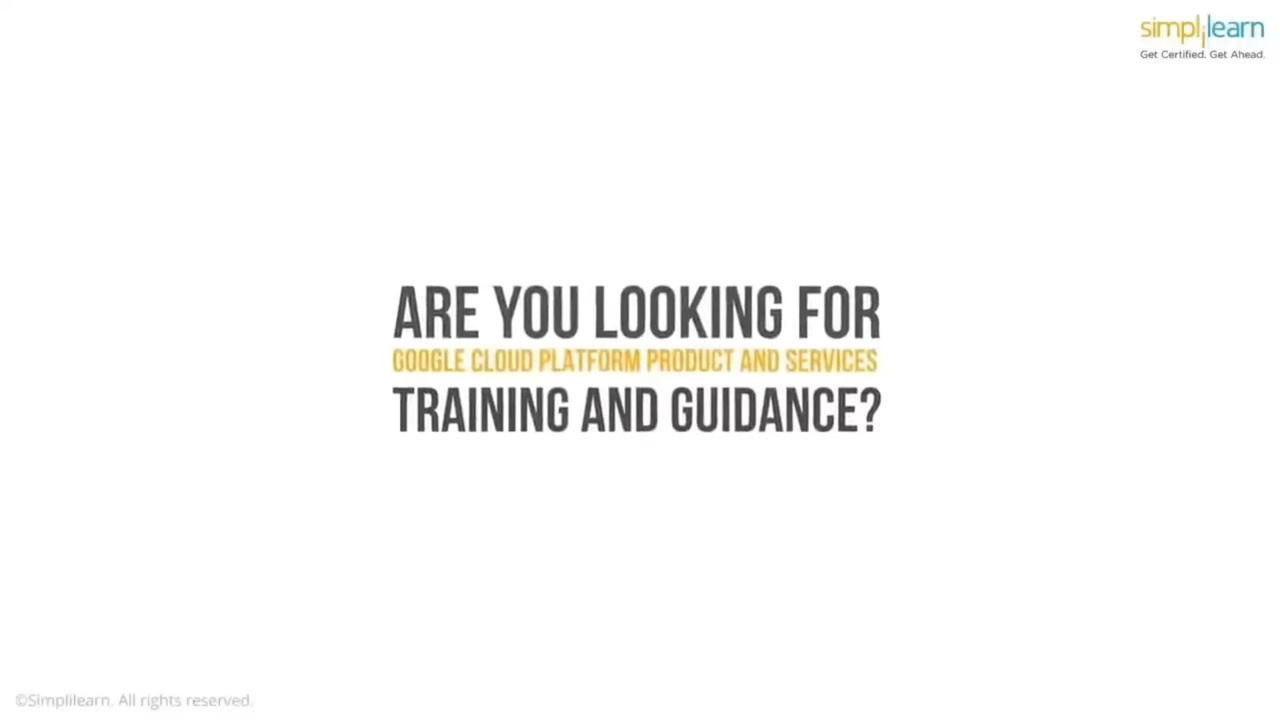 simplilearn
Get Certified. Get Ahead.
ARE YOU LOOKING FOR
GOOGLE CLOUD PLATFORM PRODUCT AND SERVICES
TRAINING AND GUIDANCE?
©Simplilearn. All rights reserved.